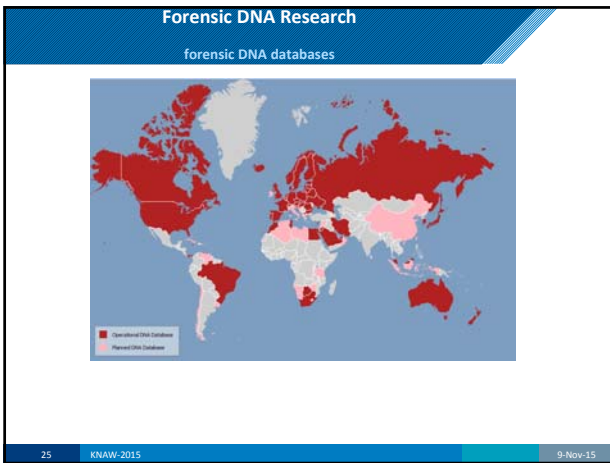 Forensic DNA Research
forensic DNA databases
Operational DNA Database
Planned DNA Database
25 KNAW-2015 9-Nov-15